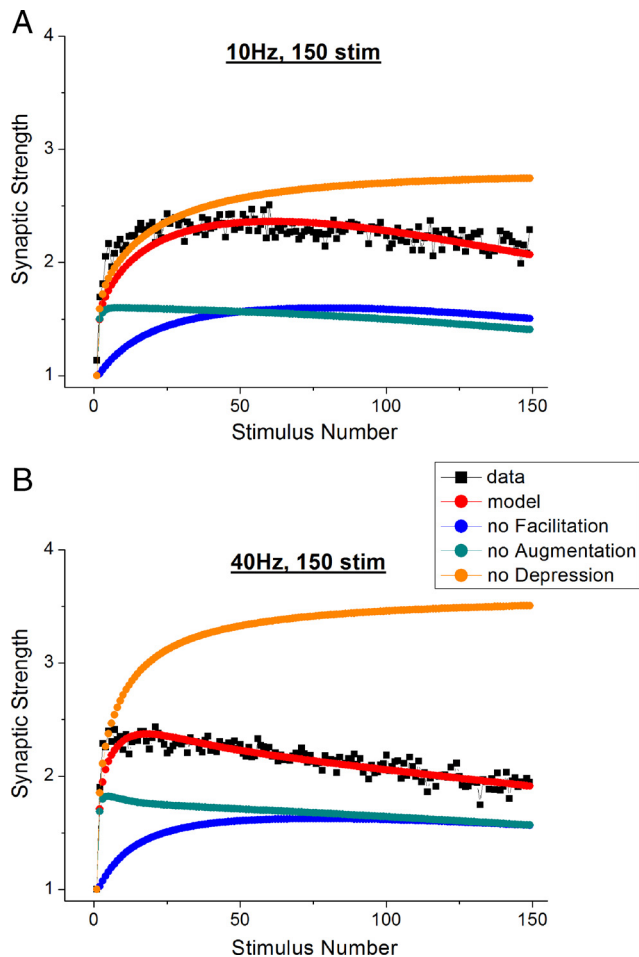 A
10Hz, 150 stim
4
3
2
1
Synaptic Strength
0
50
100
150
Stimulus Number
B
data
model
no Facilitation
no Augmentation
no Depression
40Hz, 150 stim
4
3
2
1
Synaptic Strength
0
50
100
150
Stimulus Number